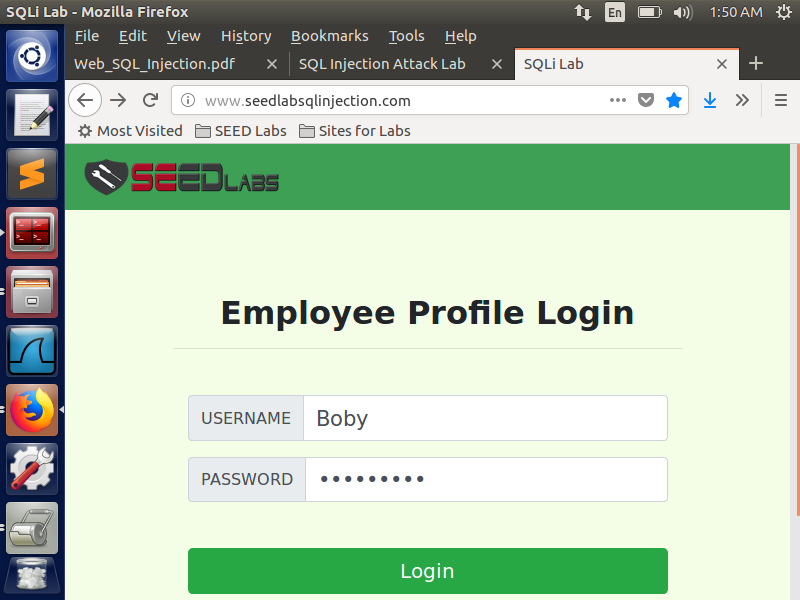 SQLi Lab - Mozilla Firefox En 1:50 AM
File Edit View History Bookmarks Tools Help
Web_SQL_Injection.pdf × SQL Injection Attack Lab × SQLi Lab ×
www.seedlabsqlinjection.com
Most Visited SEED Labs Sites for Labs
SEEDLABS
Employee Profile Login
USERNAME Boby
PASSWORD •••••••••
Login